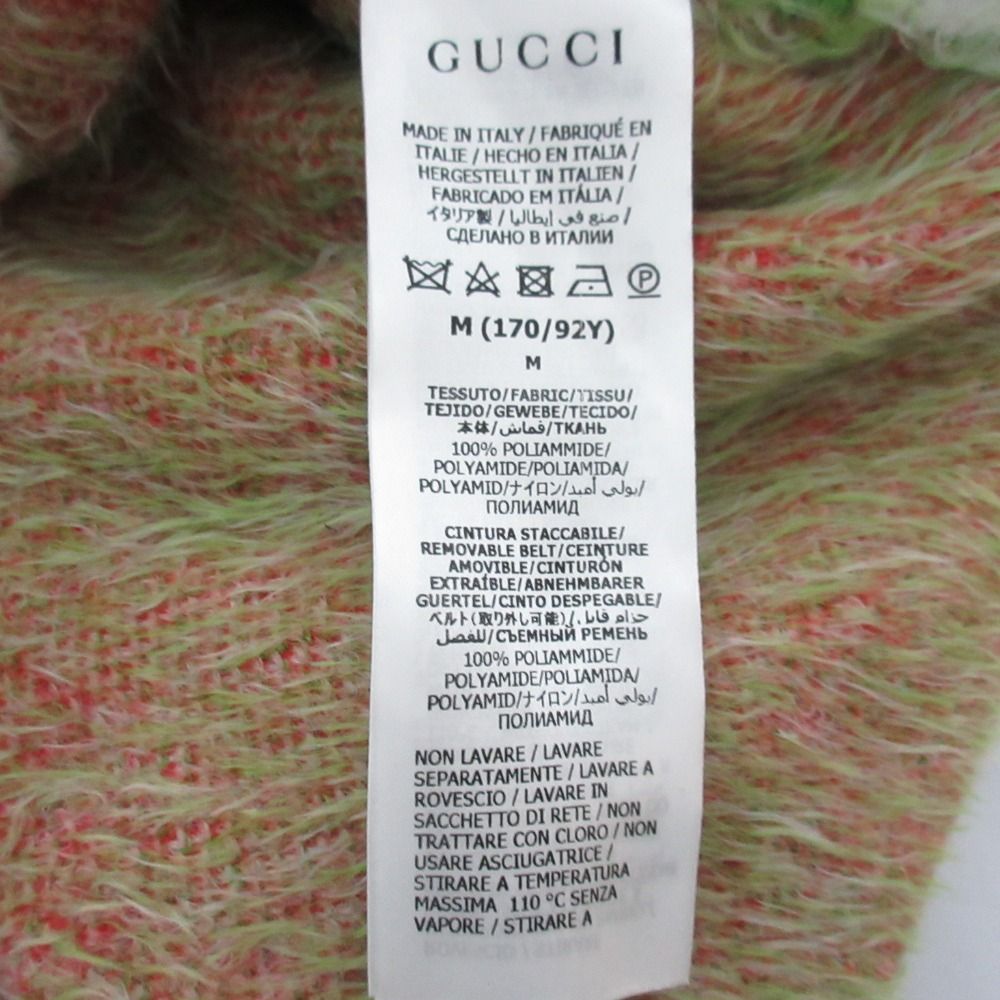 GUCCI
MADE IN ITALY / FABRIQUÉ EN
ITALIE / HECHO EN ITALIA /
HERGESTELLT IN ITALIEN /
FABRICADO EM ITÁLIA /
イタリア製 / صنع في إيطاليا /
СДЕЛАНО В ИТАЛИИ
P
M (170/92Y)
M
TESSUTO/FABRIC/TISSU/
TEJIDO/GEWEBE/TECIDO/
本体/قماش/ТКАНЬ
100% POLIAMMIDE/
POLYAMIDE/POLIAMIDA/
POLYAMID/ナイロン/بولي أميد/
ПОЛИАМИД
CINTURA STACCABILE/
REMOVABLE BELT/CEINTURE
AMOVIBLE/CINTURÓN
EXTRAÍBLE/ABNEHMBARER
GUERTEL/CINTO DESPEGABLE/
ベルト(取り外し可能)/حزام قابل
للفصل/СЪЕМНЫЙ РЕМЕНЬ
100% POLIAMMIDE/
POLYAMIDE/POLIAMIDA/
POLYAMID/ナイロン/بولي أميد/
ПОЛИАМИД
NON LAVARE / LAVARE
SEPARATAMENTE / LAVARE A
ROVESCIO / LAVARE IN
SACCHETTO DI RETE / NON
TRATTARE CON CLORO / NON
USARE ASCIUGATRICE /
STIRARE A TEMPERATURA
MASSIMA 110 °C SENZA
VAPORE / STIRARE A